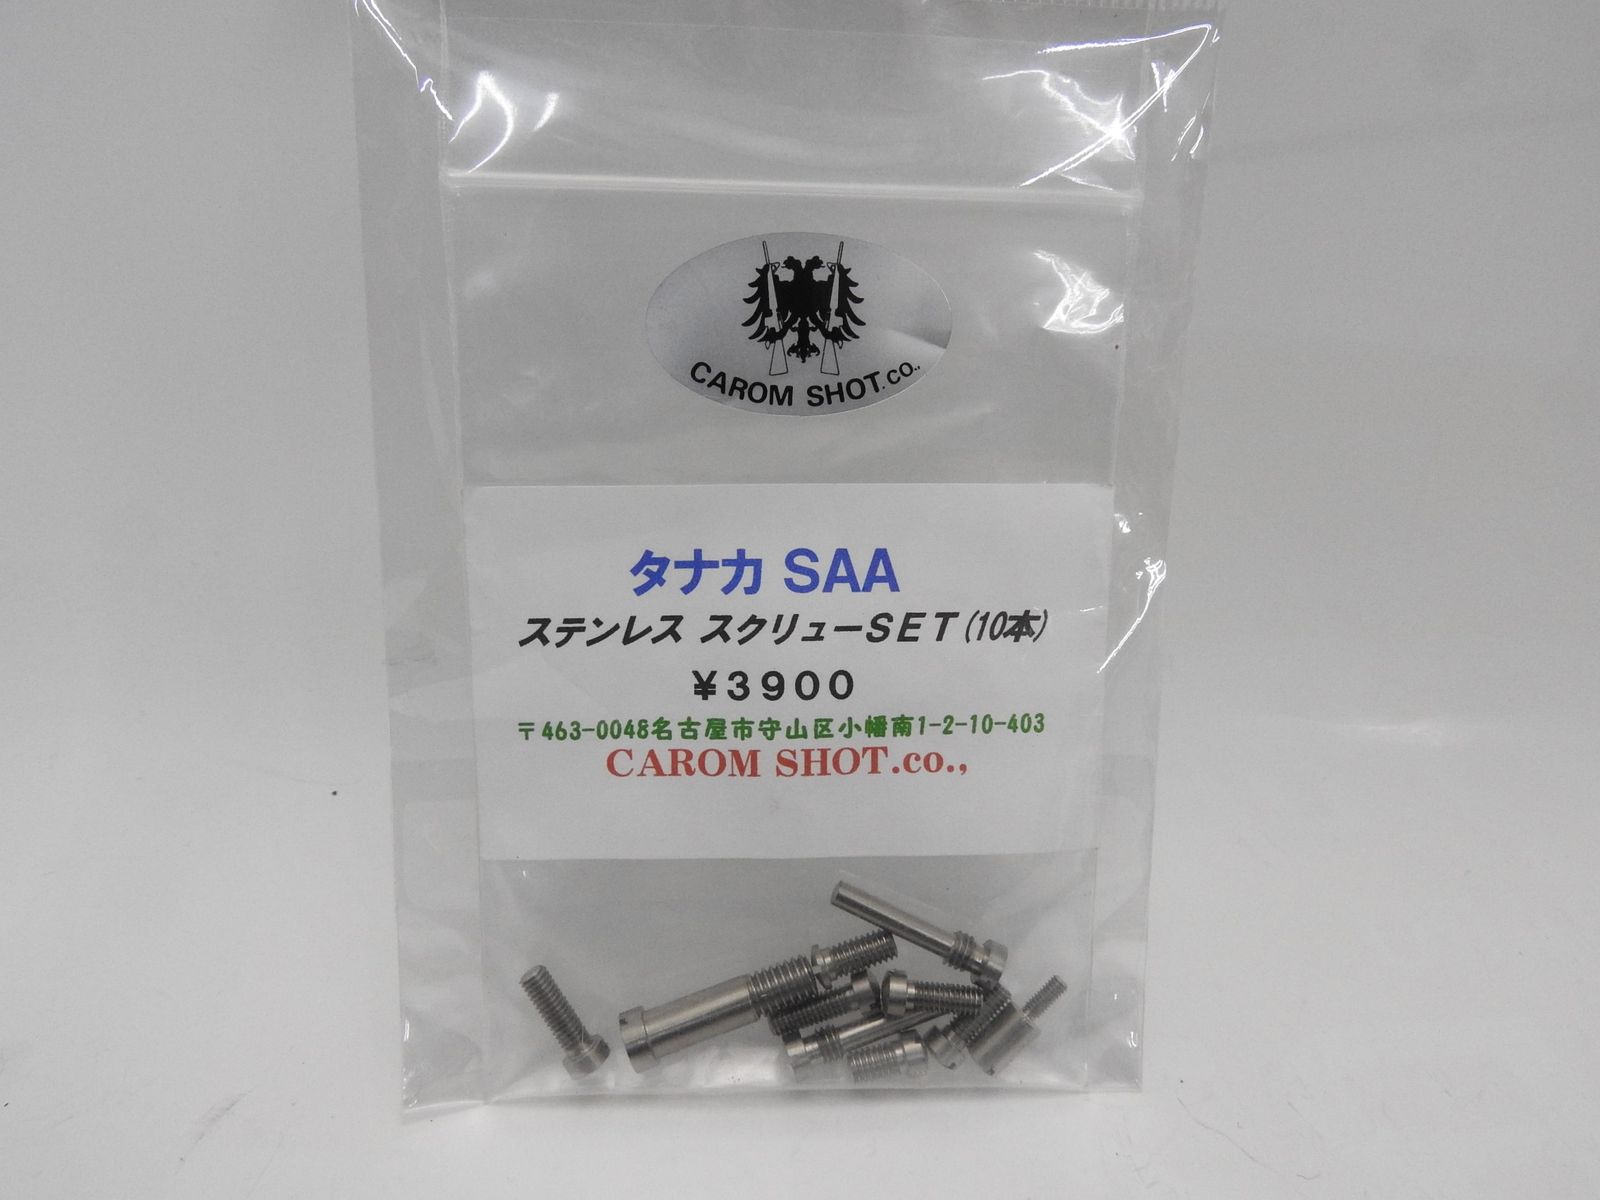 CAROM SHOT.CO.,
タナカ SAA
ステンレス スクリューSET(10本)
¥3900
〒463-0048名古屋市守山区小幡南1-2-10-403
CAROM SHOT.co.,